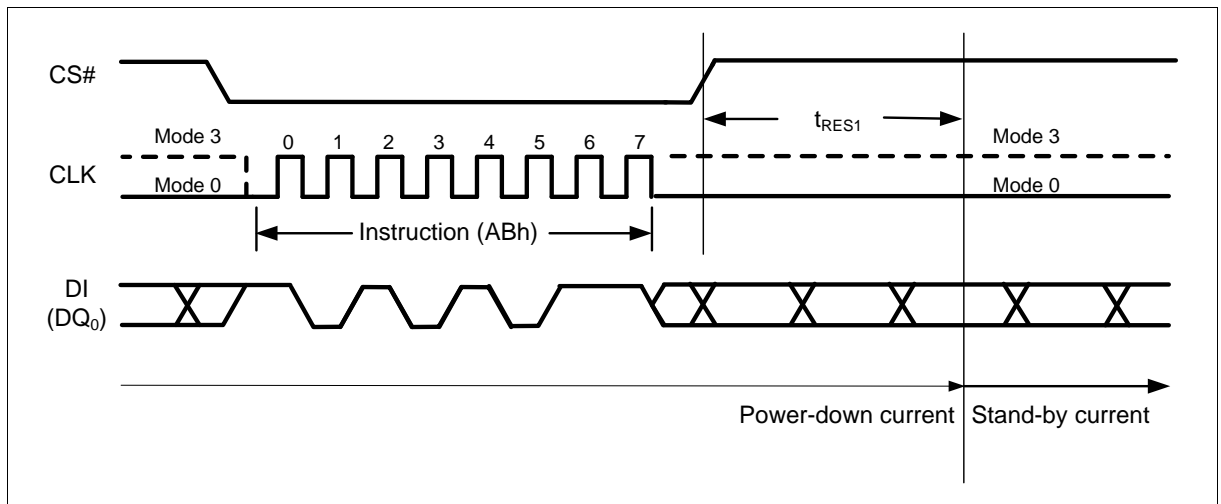 CS#
t_RES1
Mode 3
0 1 2 3 4 5 6 7
Mode 3
CLK
Mode 0
Mode 0
Instruction (ABh)
DI
(DQ₀)
Power-down current
Stand-by current